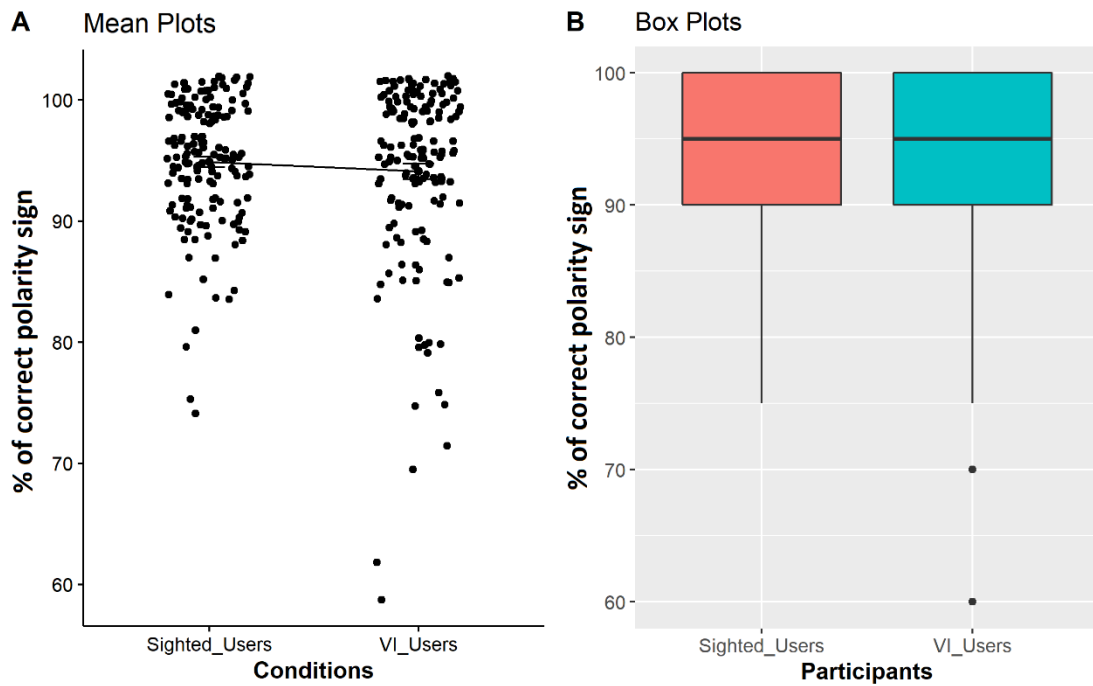 A Mean Plots
% of correct polarity sign
100
90
80
70
60
Sighted_Users VI_Users
Conditions
B Box Plots
% of correct polarity sign
100
90
80
70
60
Sighted_Users VI_Users
Participants